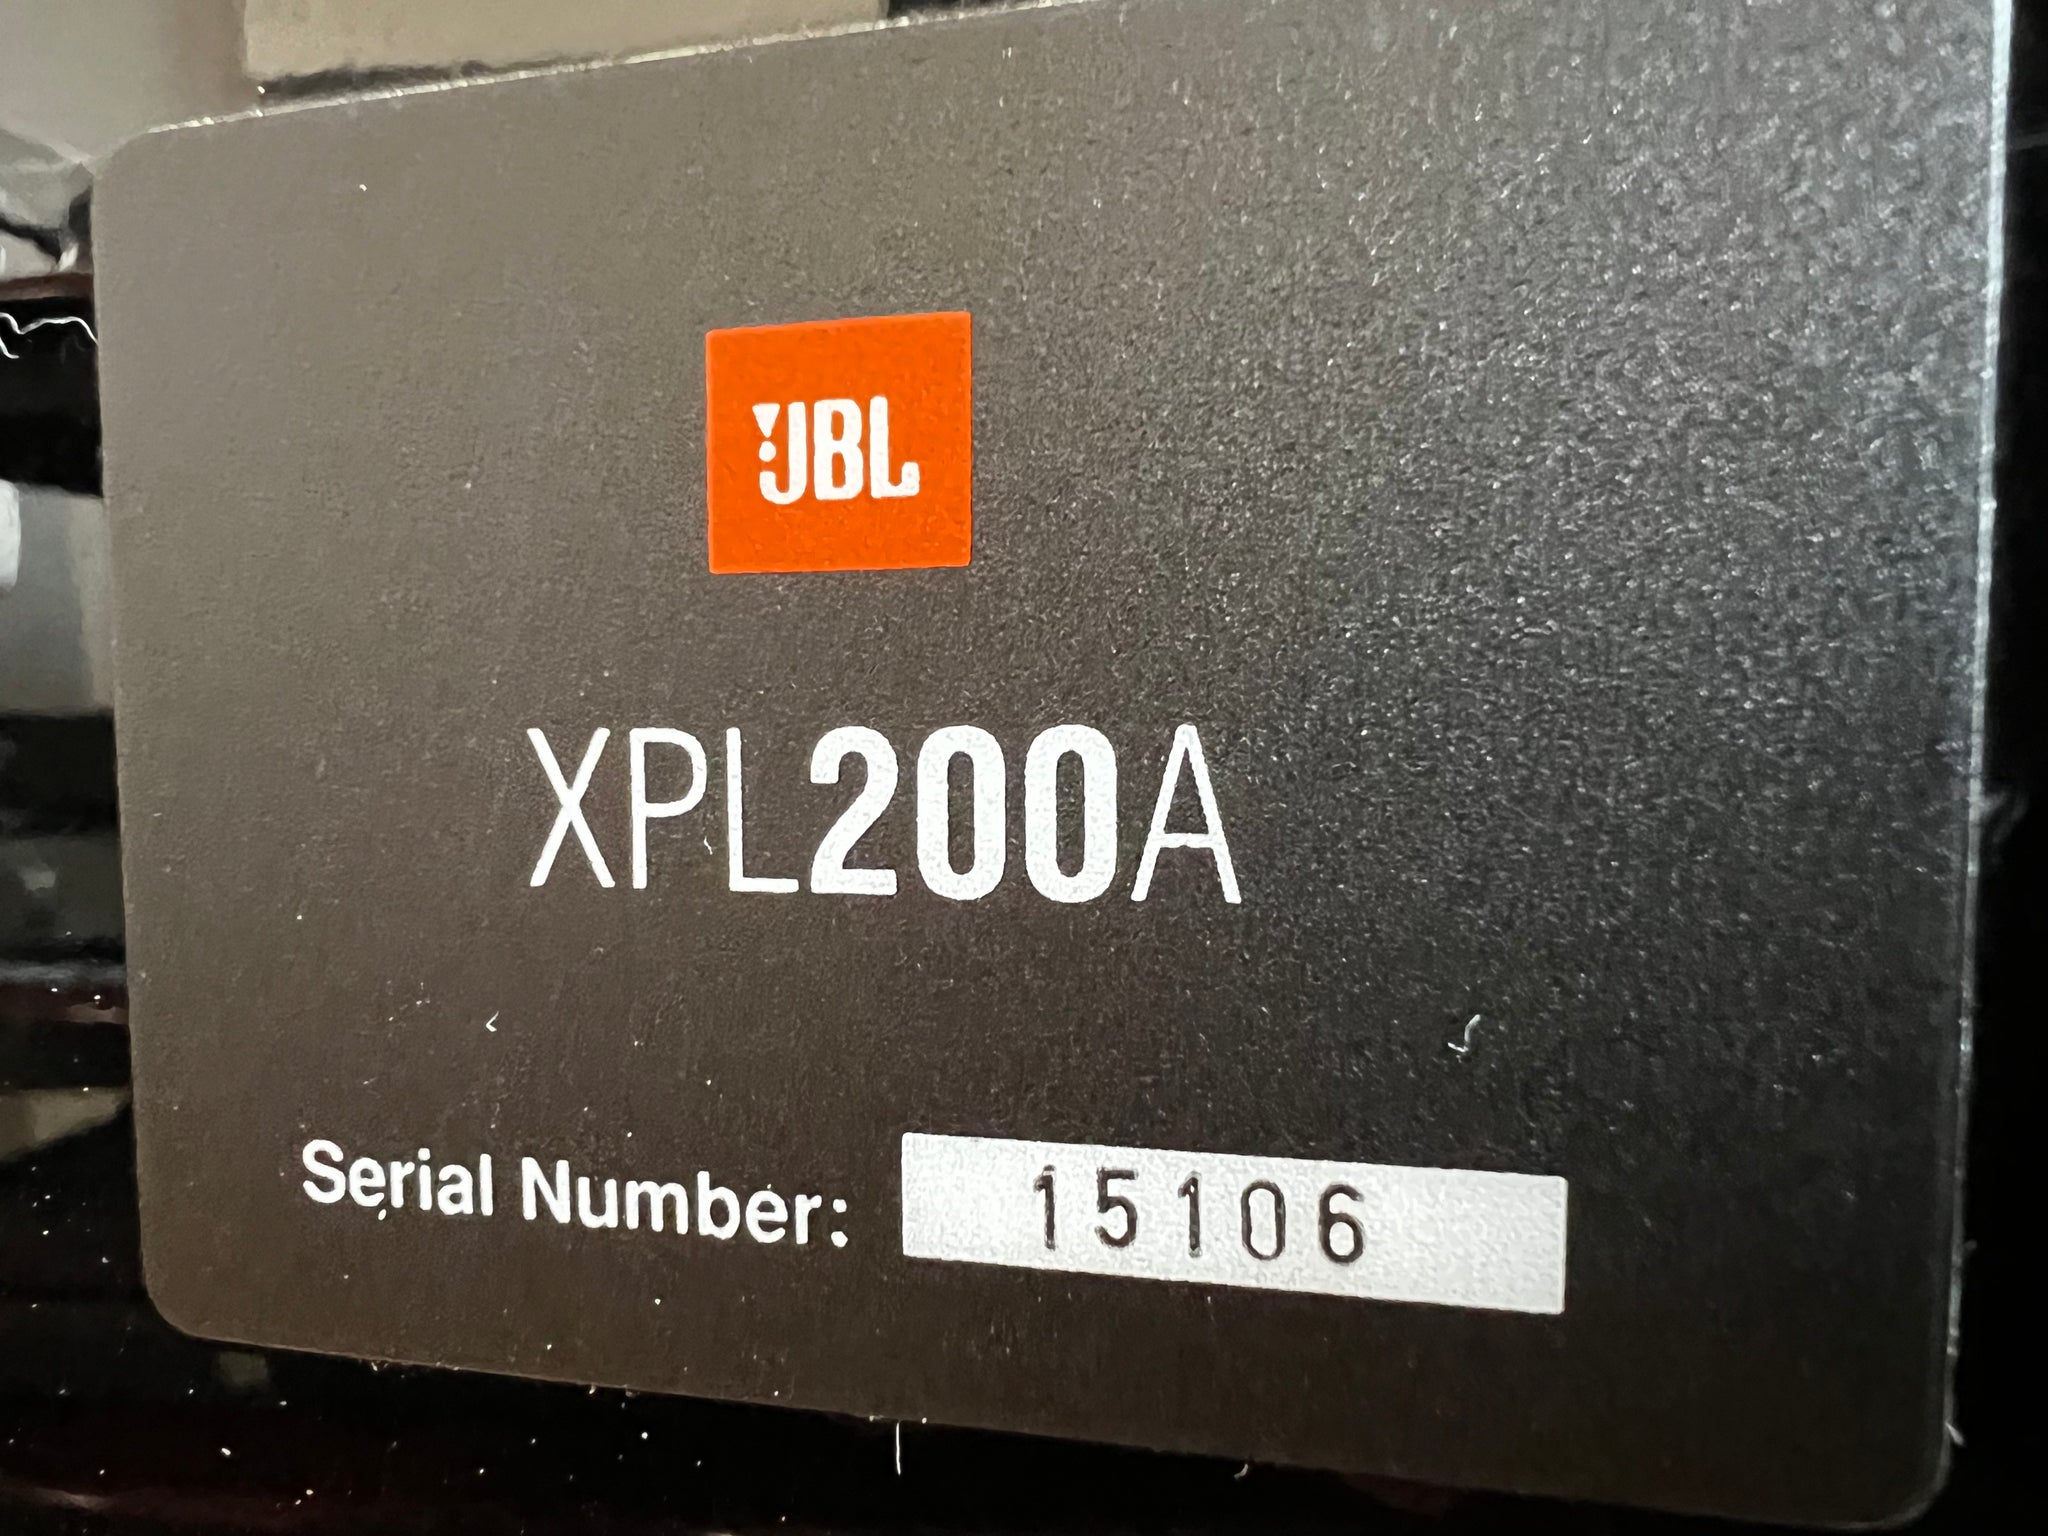 JBL
XPL200A
Serial Number: 15106